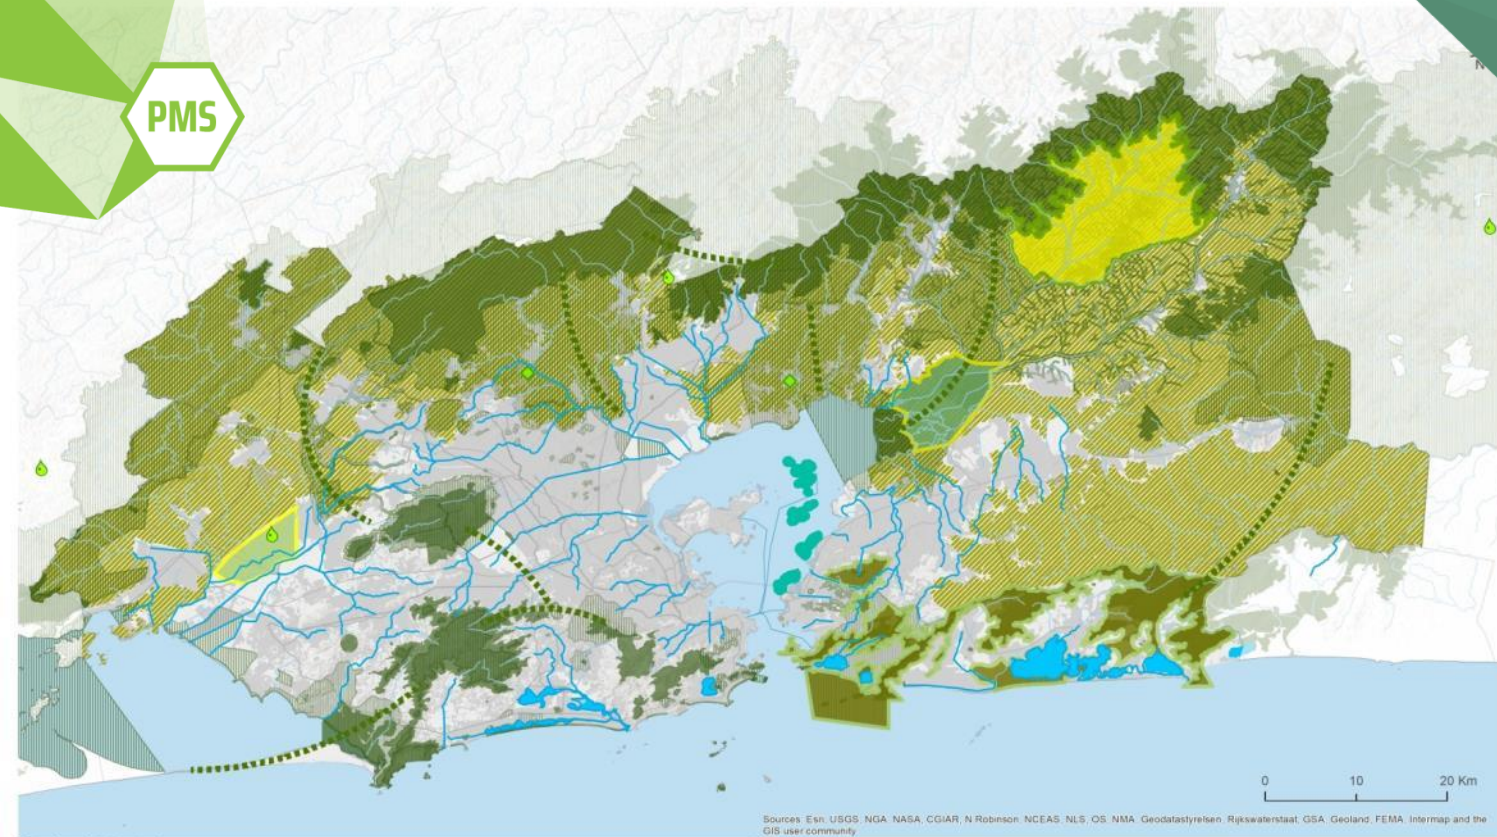 PMS
N
0 10 20 Km
Sources: Esri, USGS, NGA, NASA, CGIAR, N Robinson, NCEAS, NLS, OS, NMA, Geodatastyrelsen, Rijkswaterstaat, GSA, Geoland, FEMA, Intermap and the
GIS user community